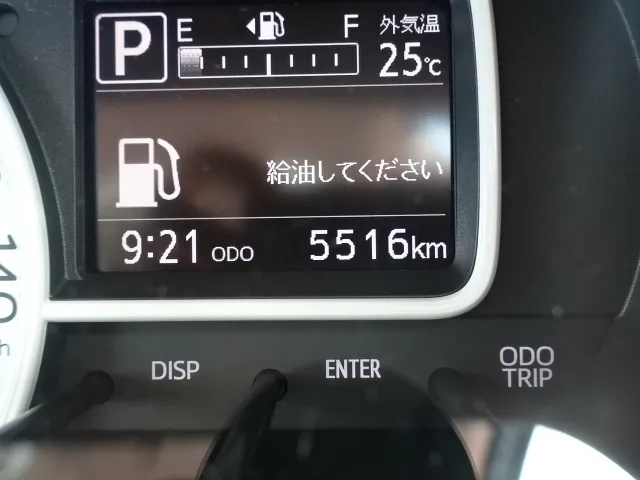 P
E F 外気温
25℃
給油してください
9:21 ODO 5516km
140
DISP ENTER ODO
TRIP